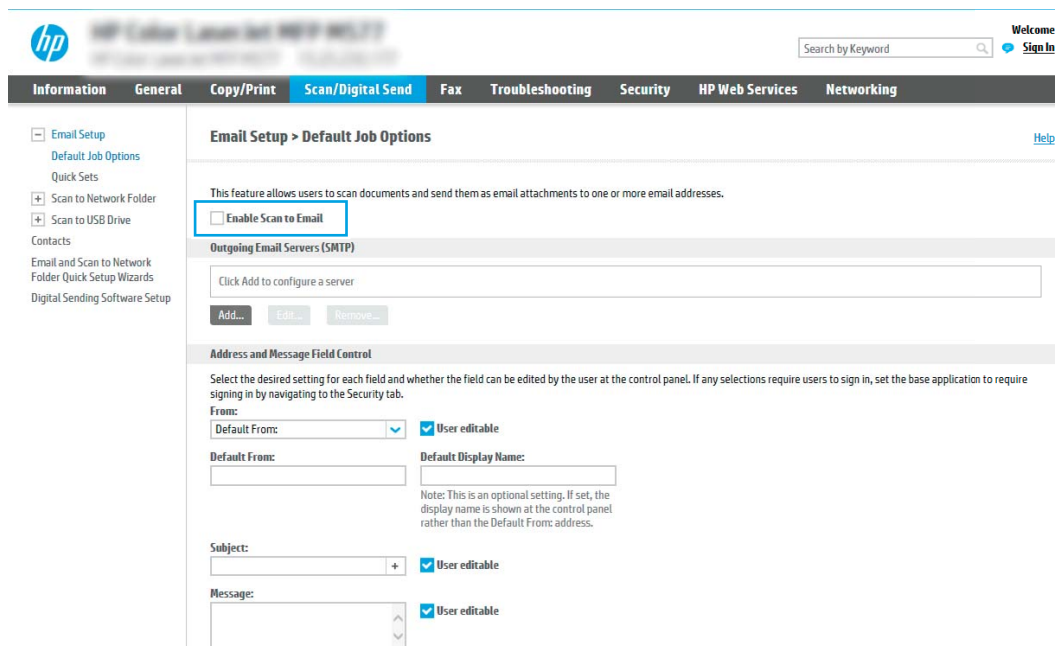 hp
HP Color LaserJet MFP M577
Welcome
Search by Keyword
Sign In
Information General Copy/Print Scan/Digital Send Fax Troubleshooting Security HP Web Services Networking
Email Setup
Default Job Options
Quick Sets
Scan to Network Folder
Scan to USB Drive
Contacts
Email and Scan to Network
Folder Quick Setup Wizards
Digital Sending Software Setup
Email Setup > Default Job Options
Help
This feature allows users to scan documents and send them as email attachments to one or more email addresses.
Enable Scan to Email
Outgoing Email Servers (SMTP)
Click Add to configure a server
Add... Edit... Remove...
Address and Message Field Control
Select the desired setting for each field and whether the field can be edited by the user at the control panel. If any selections require users to sign in, set the base application to require
signing in by navigating to the Security tab.
From:
Default From: User editable
Default From: Default Display Name:
Note: This is an optional setting. If set, the
display name is shown at the control panel
rather than the Default From: address.
Subject:
+ User editable
Message:
User editable